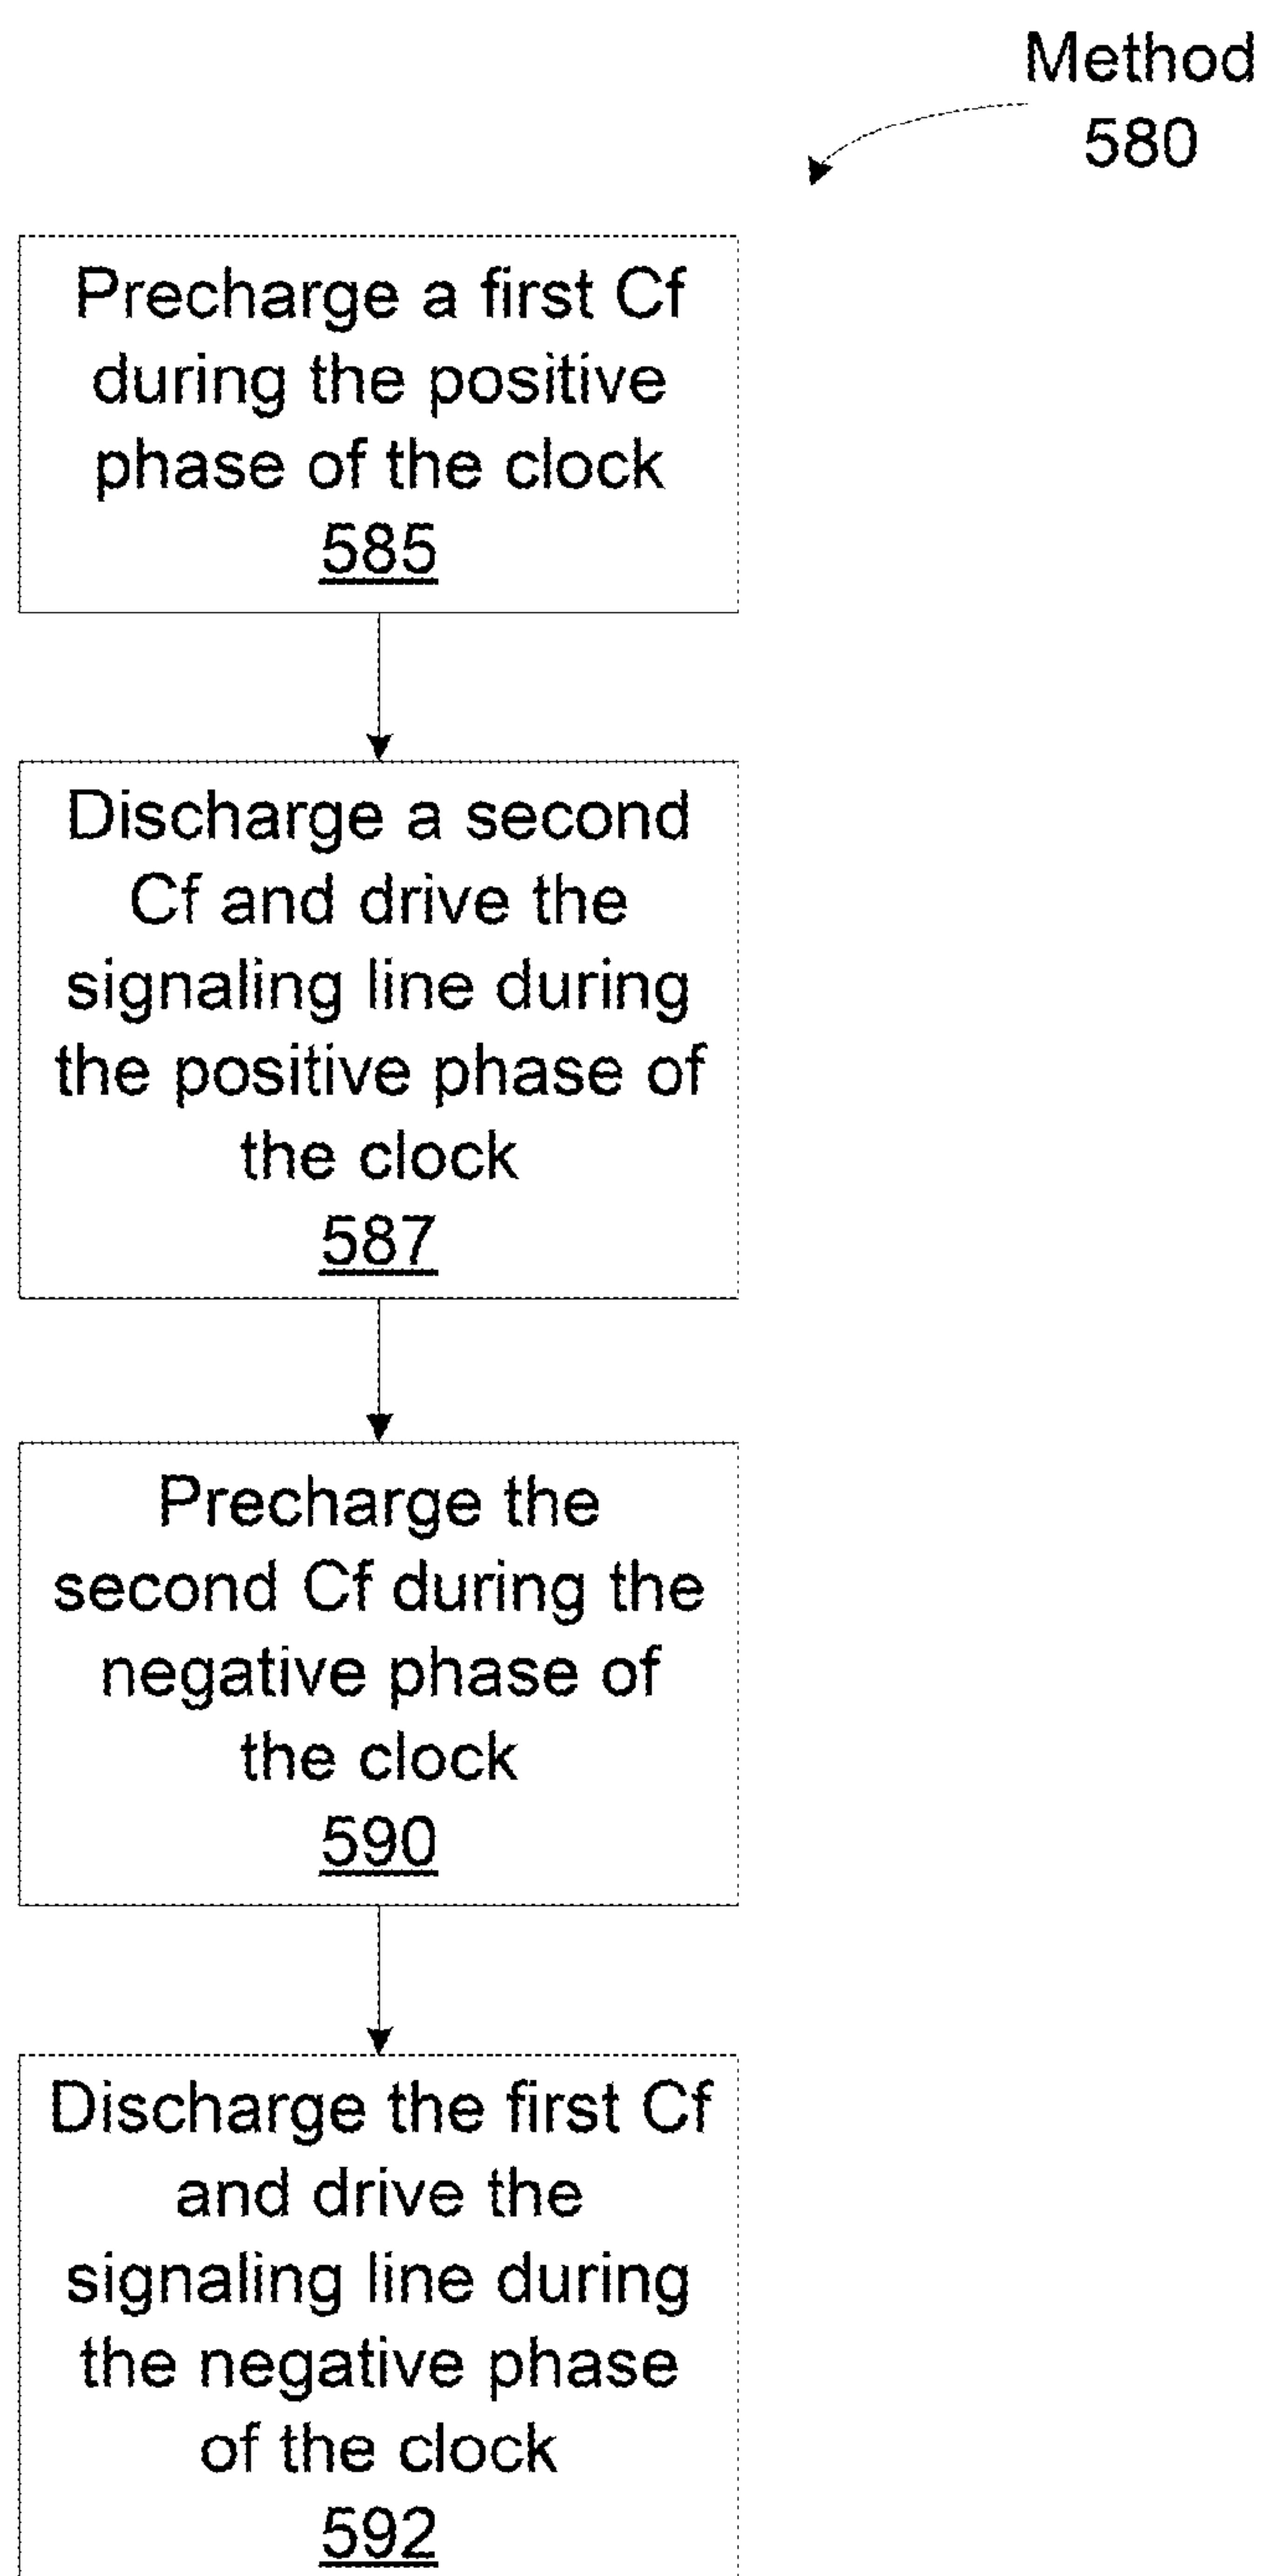 Method
580
Precharge a first Cf
during the positive
phase of the clock
585
Discharge a second
Cf and drive the
signaling line during
the positive phase of
the clock
587
Precharge the
second Cf during the
negative phase of
the clock
590
Discharge the first Cf
and drive the
signaling line during
the negative phase
of the clock
592